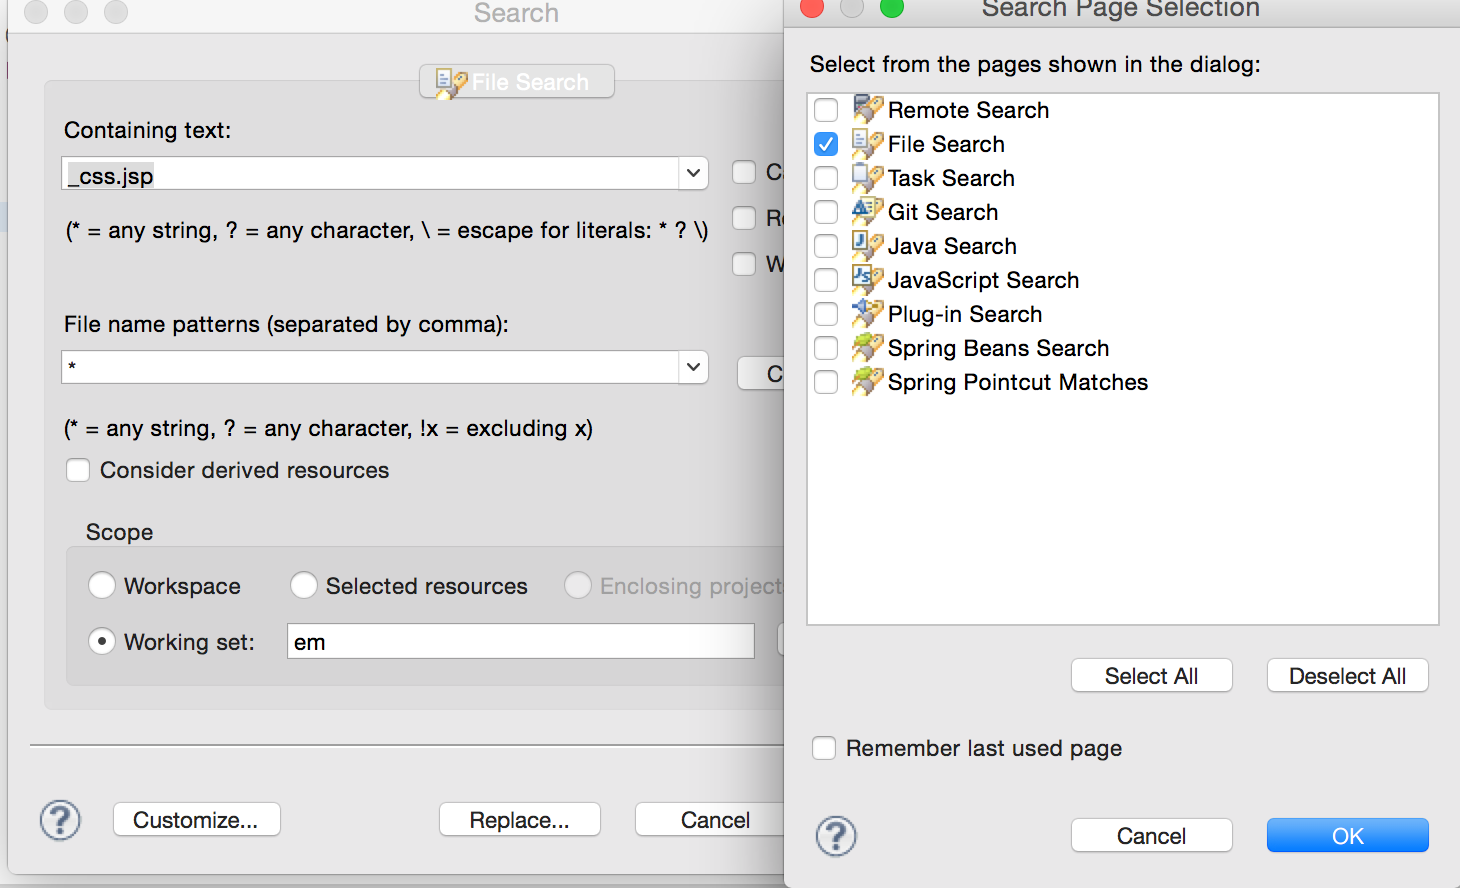 Search
File Search
Containing text:
_css.jsp
(* = any string, ? = any character, \ = escape for literals: * ? \)
File name patterns (separated by comma):
*
(* = any string, ? = any character, !x = excluding x)
Consider derived resources
Scope
Workspace
Selected resources
Enclosing project
Working set:
em
Customize...
Replace...
Cancel
Search Page Selection
Select from the pages shown in the dialog:
Remote Search
File Search
Task Search
Git Search
Java Search
JavaScript Search
Plug-in Search
Spring Beans Search
Spring Pointcut Matches
Select All
Deselect All
Remember last used page
Cancel
OK